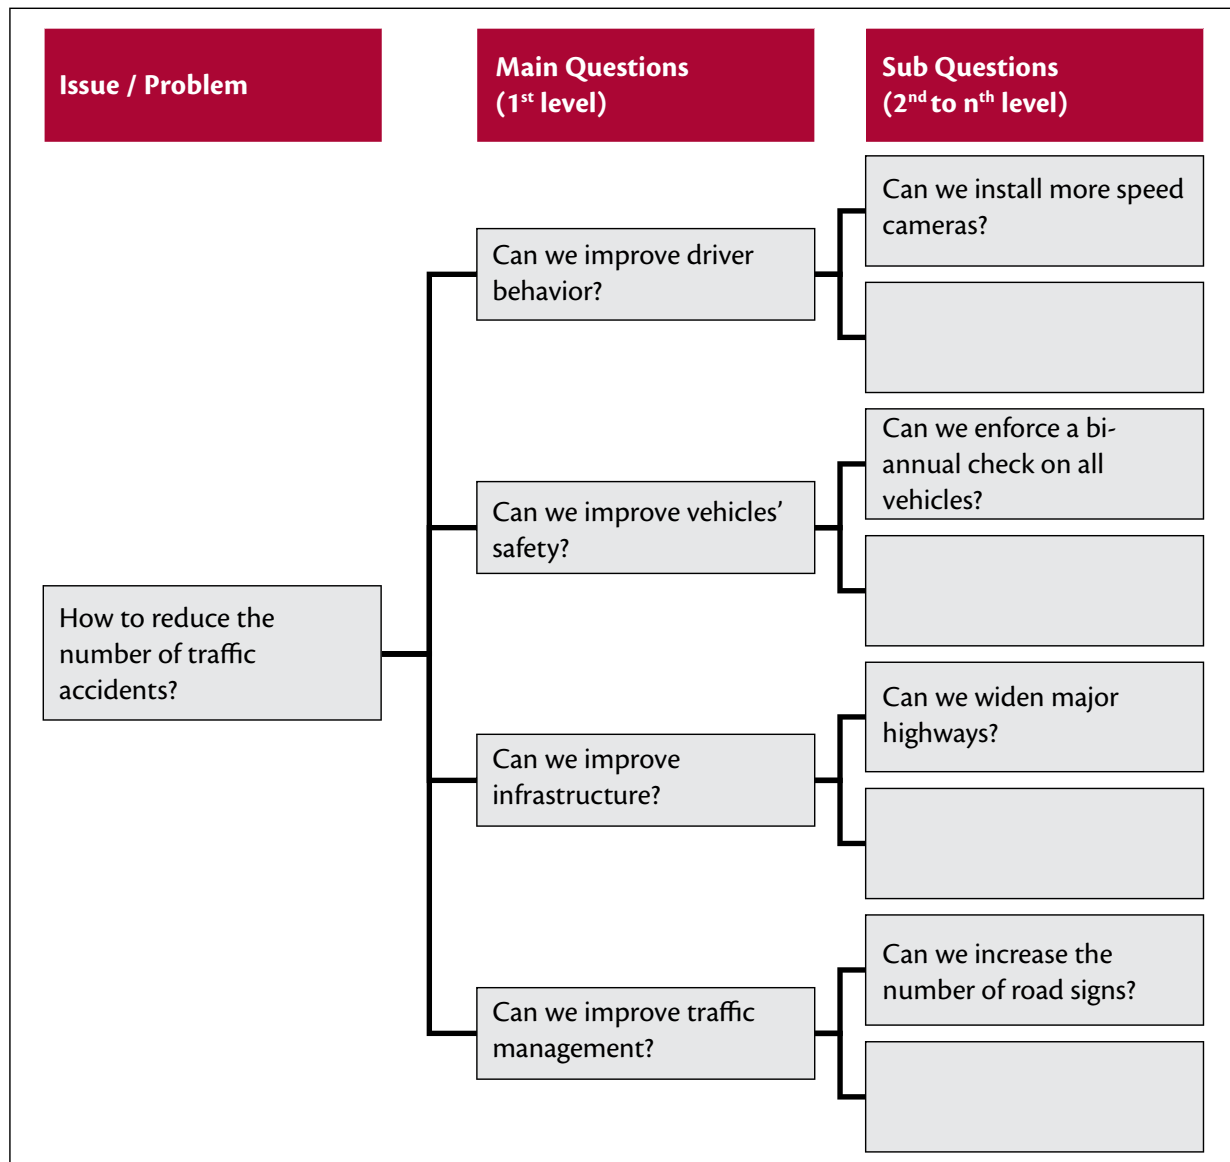 Issue / Problem
Main Questions
(1st level)
Sub Questions
(2nd to nth level)
How to reduce the
number of traffic
accidents?
Can we improve driver
behavior?
Can we install more speed
cameras?
Can we improve vehicles’
safety?
Can we enforce a bi-
annual check on all
vehicles?
Can we improve
infrastructure?
Can we widen major
highways?
Can we improve traffic
management?
Can we increase the
number of road signs?